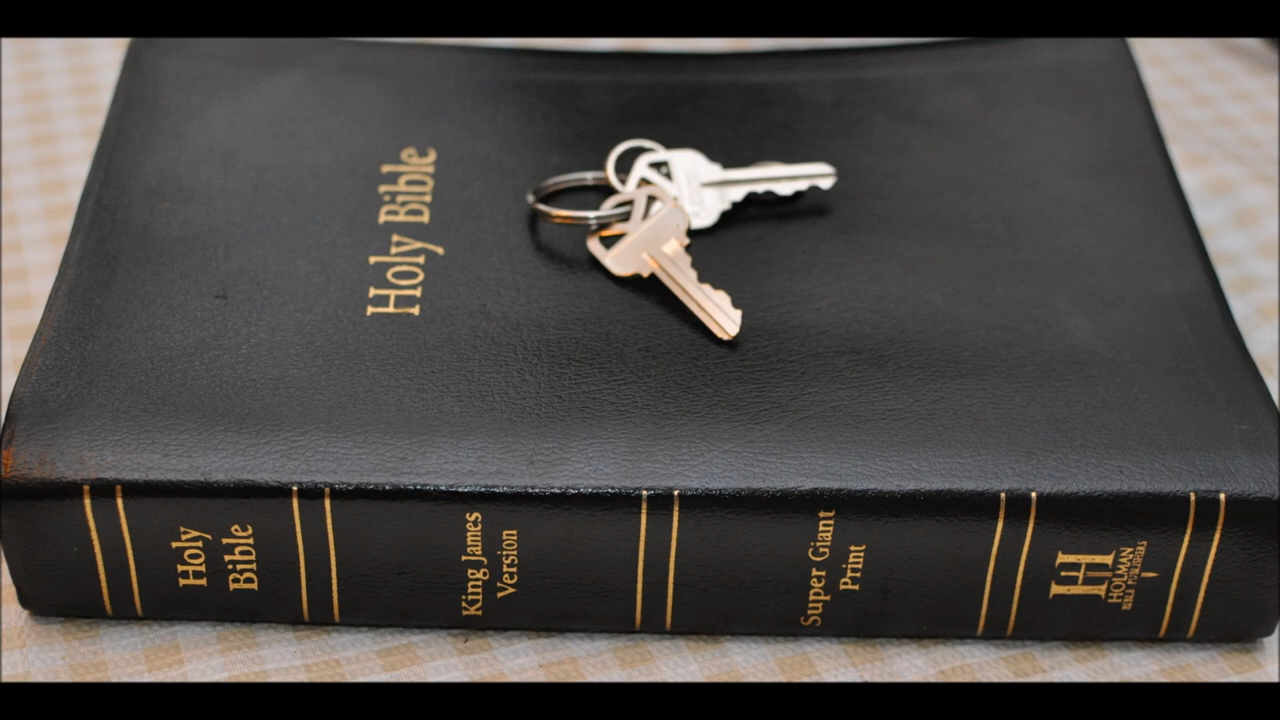 Holy Bible
Holy
Bible
King James
Version
Super Giant
Print
HOLMAN
BIBLE PUBLISHERS